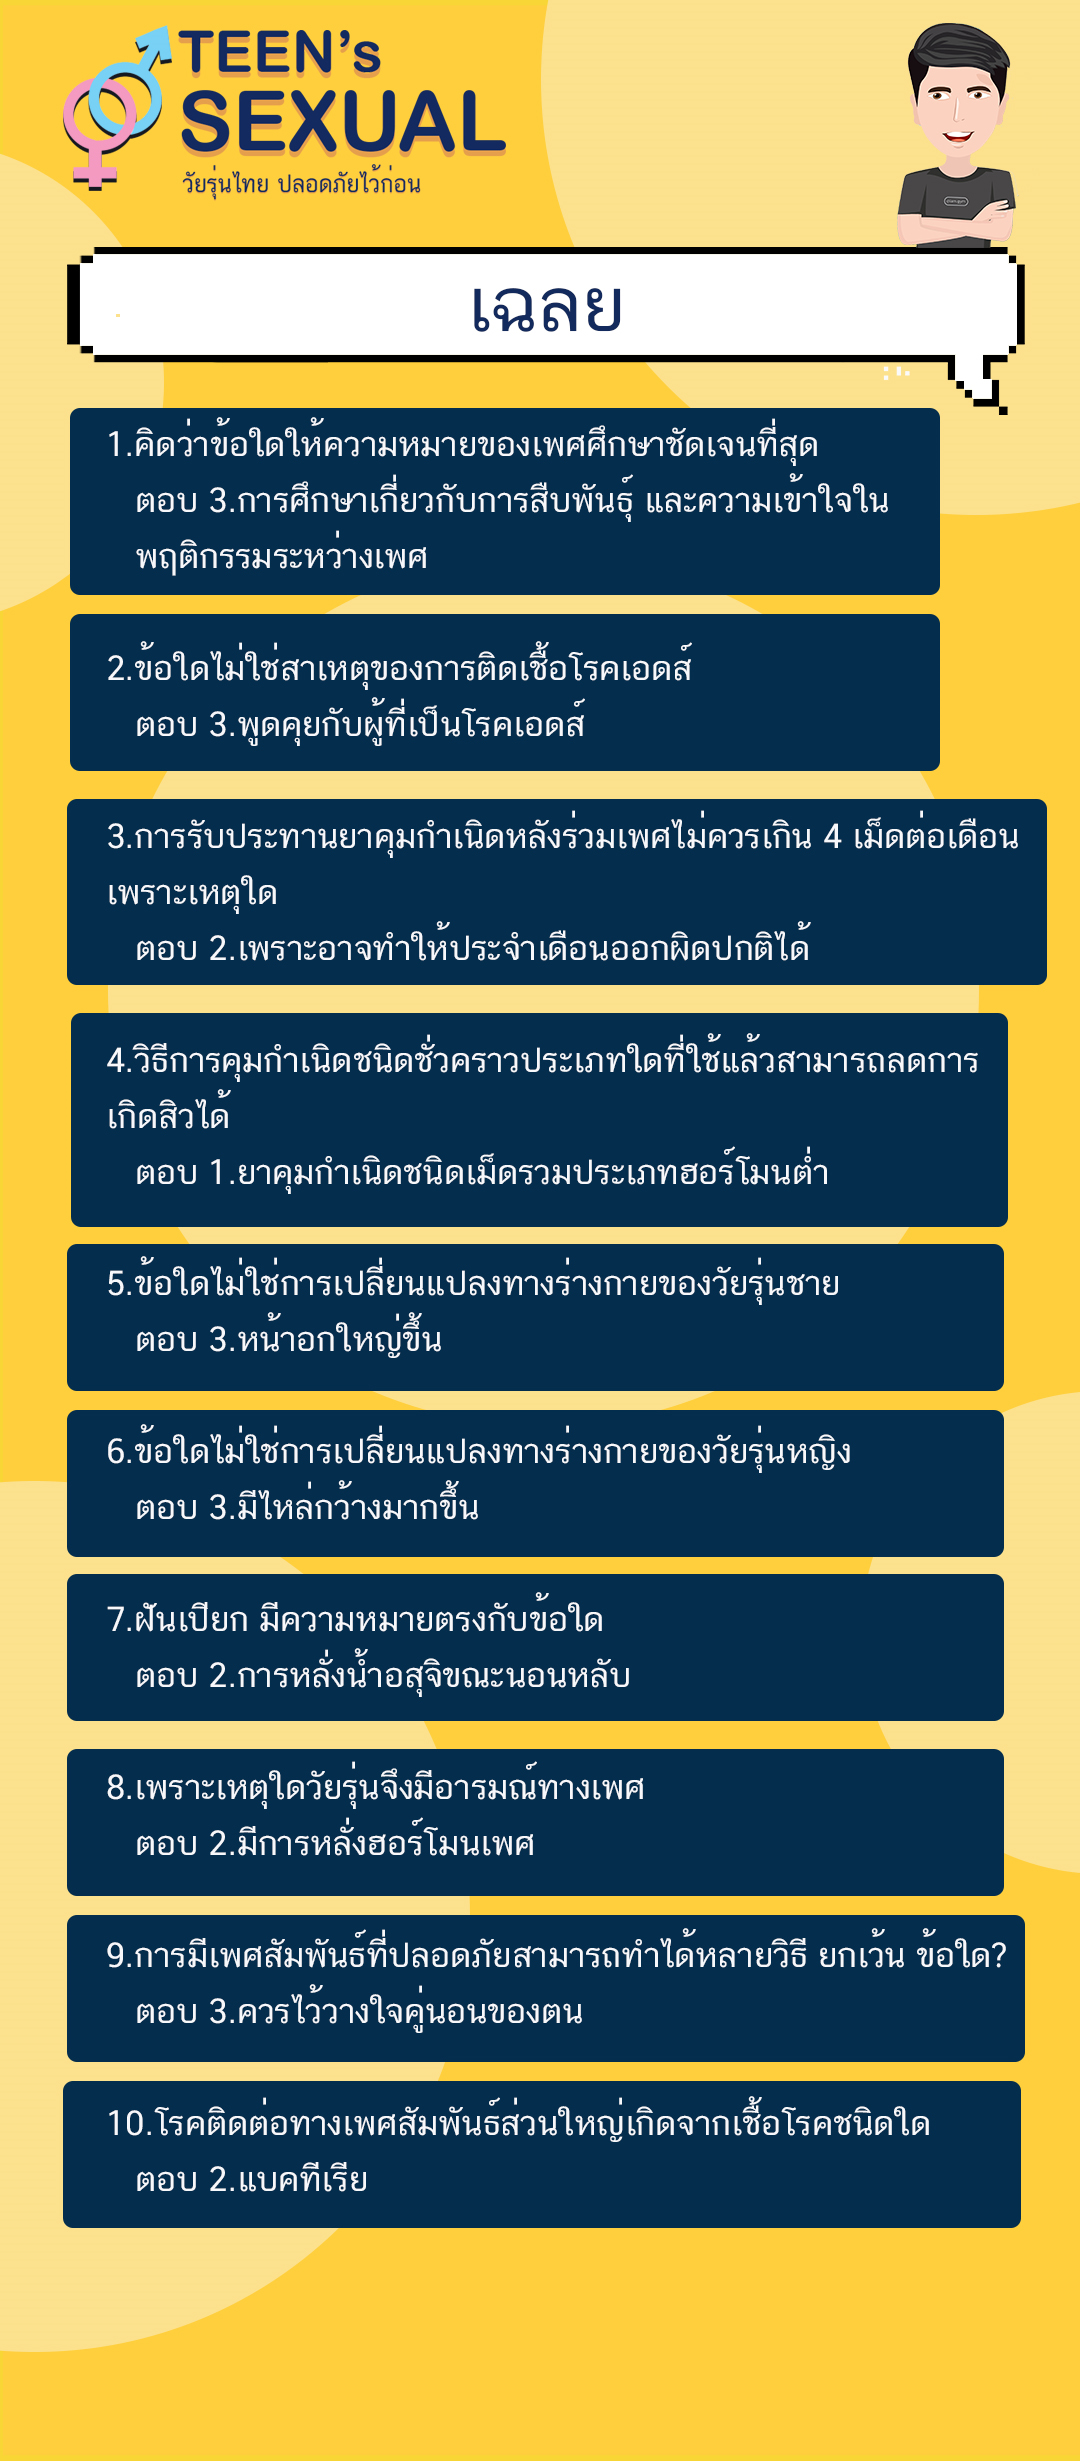 TEEN's
SEXUAL
วัยรุ่นไทย ปลอดภัยไว้ก่อน
เฉลย
1.คิดว่าข้อใดให้ความหมายของเพศศึกษาชัดเจนที่สุด
ตอบ 3.การศึกษาเกี่ยวกับการสืบพันธุ์ และความเข้าใจใน
พฤติกรรมระหว่างเพศ
2.ข้อใดไม่ใช่สาเหตุของการติดเชื้อโรคเอดส์
ตอบ 3.พูดคุยกับผู้ที่เป็นโรคเอดส์
3.การรับประทานยาคุมกำเนิดหลังร่วมเพศไม่ควรเกิน 4 เม็ดต่อเดือน
เพราะเหตุใด
ตอบ 2.เพราะอาจทำให้ประจำเดือนออกผิดปกติได้
4.วิธีการคุมกำเนิดชนิดชั่วคราวประเภทใดที่ใช้แล้วสามารถลดการ
เกิดสิวได้
ตอบ 1.ยาคุมกำเนิดชนิดเม็ดรวมประเภทฮอร์โมนต่ำ
5.ข้อใดไม่ใช่การเปลี่ยนแปลงทางร่างกายของวัยรุ่นชาย
ตอบ 3.หน้าอกใหญ่ขึ้น
6.ข้อใดไม่ใช่การเปลี่ยนแปลงทางร่างกายของวัยรุ่นหญิง
ตอบ 3.มีไหล่กว้างมากขึ้น
7.ฝันเปียก มีความหมายตรงกับข้อใด
ตอบ 2.การหลั่งน้ำอสุจิขณะนอนหลับ
8.เพราะเหตุใดวัยรุ่นจึงมีอารมณ์ทางเพศ
ตอบ 2.มีการหลั่งฮอร์โมนเพศ
9.การมีเพศสัมพันธ์ที่ปลอดภัยสามารถทำได้หลายวิธี ยกเว้น ข้อใด?
ตอบ 3.ควรไว้วางใจคู่นอนของตน
10.โรคติดต่อทางเพศสัมพันธ์ส่วนใหญ่เกิดจากเชื้อโรคชนิดใด
ตอบ 2.แบคทีเรีย